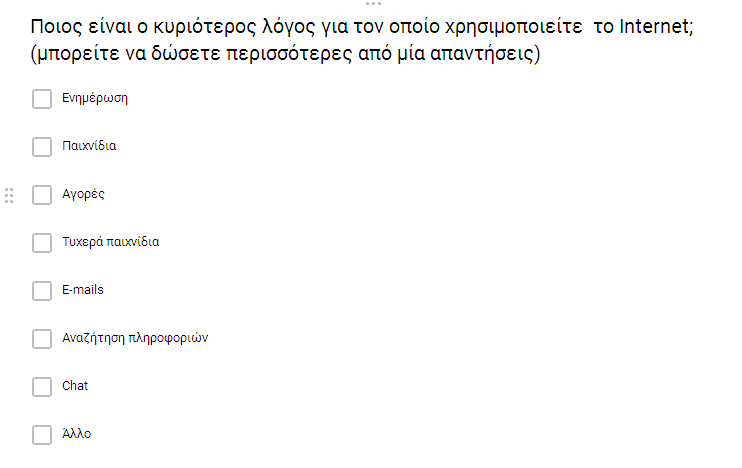 Ποιος είναι ο κυριότερος λόγος για τον οποίο χρησιμοποιείτε  το Internet;
(μπορείτε να δώσετε περισσότερες από μία απαντήσεις)
Ενημέρωση
Παιχνίδια
Αγορές
Τυχερά παιχνίδια
E-mails
Αναζήτηση πληροφοριών
Chat
Άλλο